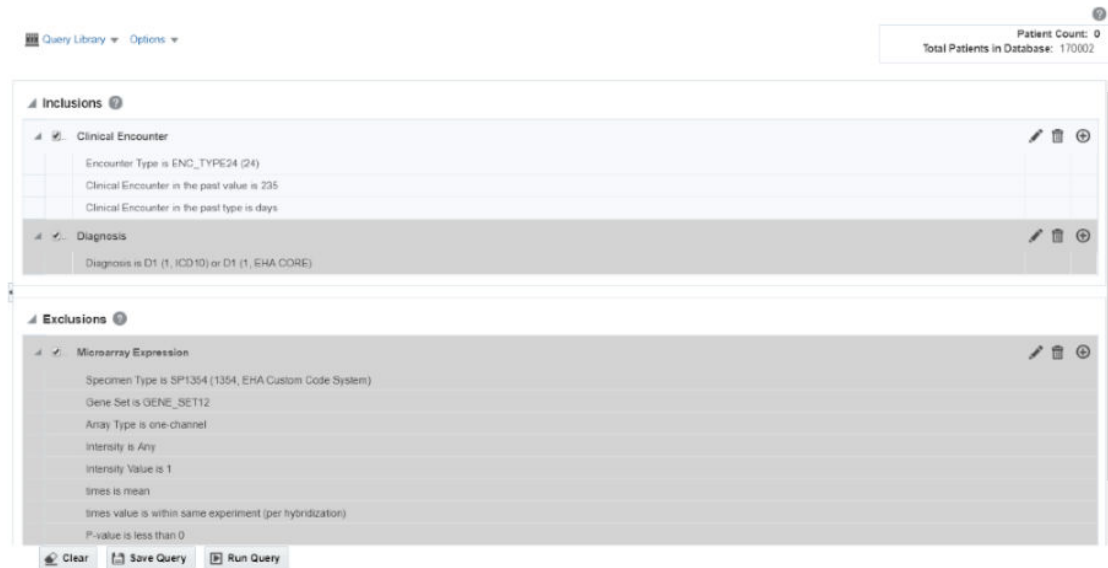 ?
Query Library Options
Patient Count: 0
Total Patients in Database: 170002
Inclusions ?
Clinical Encounter
Encounter Type is ENC_TYPE24 (24)
Clinical Encounter in the past value is 235
Clinical Encounter in the past type is days
Diagnosis
Diagnosis is D1 (1, ICD10) or D1 (1, EHA CORE)
Exclusions ?
Microarray Expression
Specimen Type is SP1354 (1354, EHA Custom Code System)
Gene Set is GENE_SET12
Array Type is one-channel
Intensity is Any
Intensity Value is 1
times is mean
times value is within same experiment (per hybridization)
P-value is less than 0
Clear Save Query Run Query